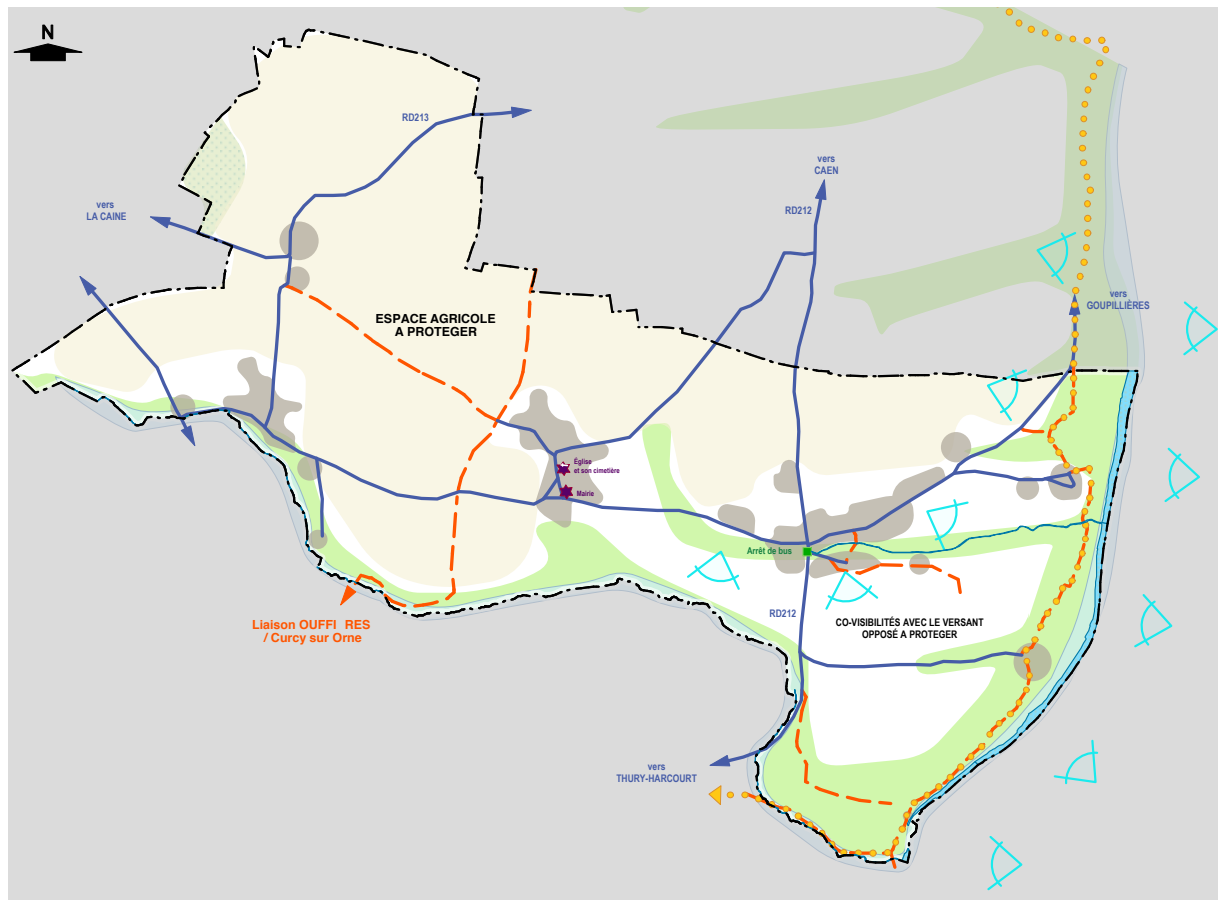 N
RD213
vers
CAEN
RD212
vers
LA CAINE
vers
GOUPILLIÈRES
ESPACE AGRICOLE
A PROTEGER
Église
et son cimetière
Mairie
Arrêt de bus
RD212
CO-VISIBILITÉS AVEC LE VERSANT
OPPOSÉ A PROTEGER
Liaison OUFFI RES
/ Curcy sur Orne
vers
THURY-HARCOURT